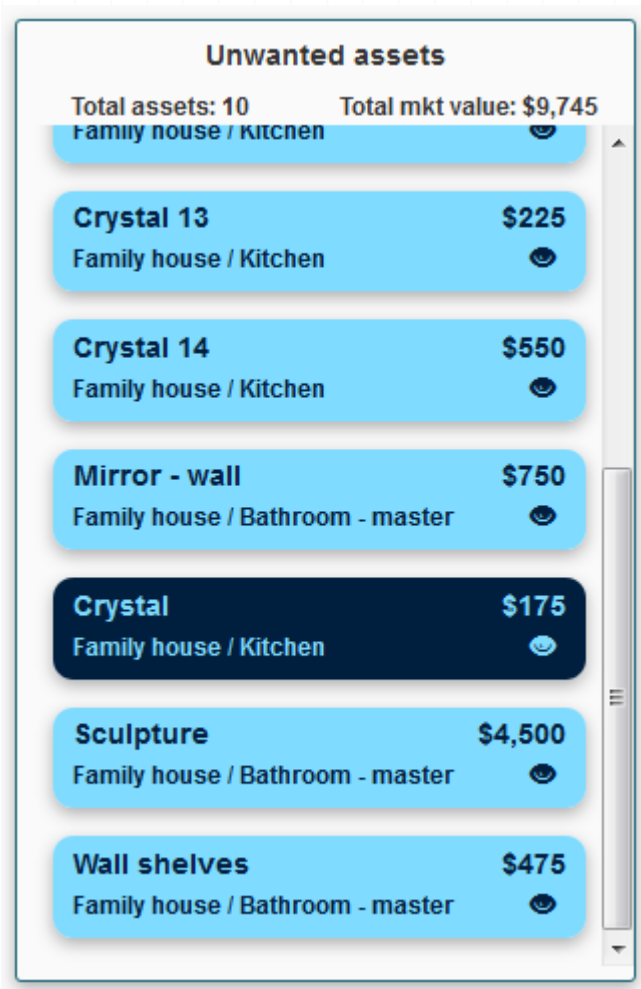 Unwanted assets
Total assets: 10 Total mkt value: $9,745
Family house / Kitchen
Crystal 13 $225
Family house / Kitchen
Crystal 14 $550
Family house / Kitchen
Mirror - wall $750
Family house / Bathroom - master
Crystal $175
Family house / Kitchen
Sculpture $4,500
Family house / Bathroom - master
Wall shelves $475
Family house / Bathroom - master